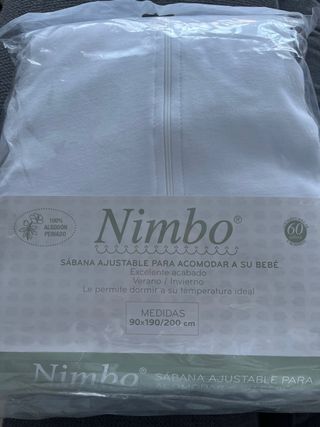 100%
ALGODÓN
PEINADO
Nimbo®
60
SÁBANA AJUSTABLE PARA ACOMODAR A SU BEBÉ
Excelente acabado
Verano / Invierno
Le permite dormir a su temperatura ideal
MEDIDAS
90x190/200 cm
Nimbo®
SÁBANA AJUSTABLE PARA